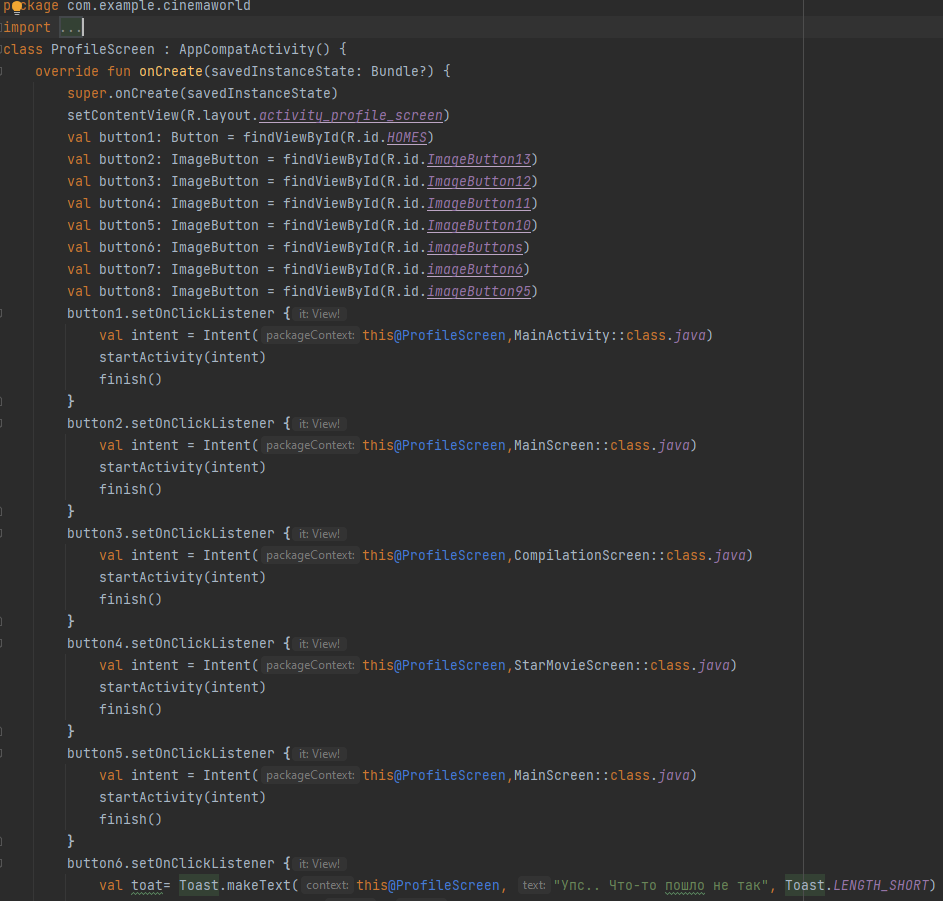 package com.example.cinemaworld
import ...
class ProfileScreen : AppCompatActivity() {
override fun onCreate(savedInstanceState: Bundle?) {
super.onCreate(savedInstanceState)
setContentView(R.layout.activity_profile_screen)
val button1: Button = findViewById(R.id.HOMES)
val button2: ImageButton = findViewById(R.id.ImageButton13)
val button3: ImageButton = findViewById(R.id.ImageButton12)
val button4: ImageButton = findViewById(R.id.ImageButton11)
val button5: ImageButton = findViewById(R.id.ImageButton10)
val button6: ImageButton = findViewById(R.id.imageButtons)
val button7: ImageButton = findViewById(R.id.imageButton6)
val button8: ImageButton = findViewById(R.id.imageButton95)
button1.setOnClickListener { it: View!
val intent = Intent( packageContext: this@ProfileScreen,MainActivity::class.java)
startActivity(intent)
finish()
}
button2.setOnClickListener { it: View!
val intent = Intent( packageContext: this@ProfileScreen,MainScreen::class.java)
startActivity(intent)
finish()
}
button3.setOnClickListener { it: View!
val intent = Intent( packageContext: this@ProfileScreen,CompilationScreen::class.java)
startActivity(intent)
finish()
}
button4.setOnClickListener { it: View!
val intent = Intent( packageContext: this@ProfileScreen,StarMovieScreen::class.java)
startActivity(intent)
finish()
}
button5.setOnClickListener { it: View!
val intent = Intent( packageContext: this@ProfileScreen,MainScreen::class.java)
startActivity(intent)
finish()
}
button6.setOnClickListener { it: View!
val toat= Toast.makeText( context: this@ProfileScreen, text: "Упс.. Что-то пошло не так", Toast.LENGTH_SHORT)